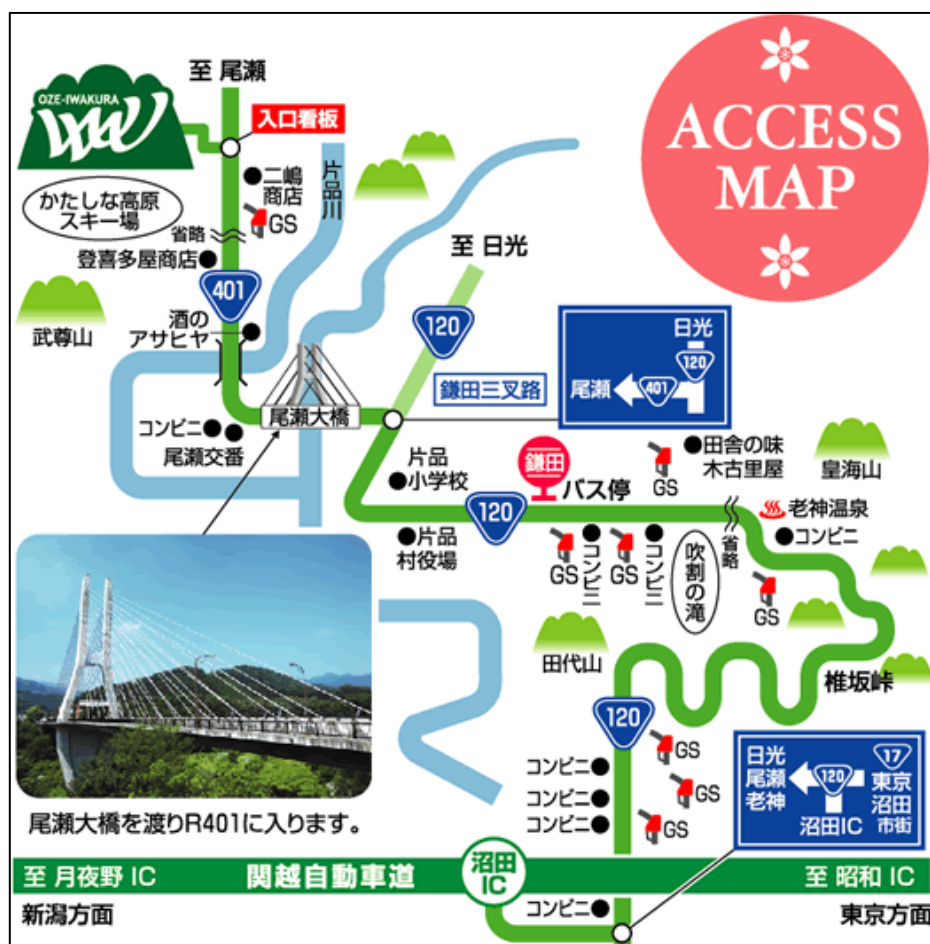 至 尾瀬
OZE-IWAKURA
入口看板
ACCESS
MAP
二嶋
商店
GS
片品川
かたしな高原
スキー場
省略
登喜多屋商店
至 日光
401
武尊山
酒の
アサヒヤ
120
日光
120
尾瀬
401
鎌田三叉路
尾瀬大橋
コンビニ
尾瀬交番
片品
小学校
鎌田
バス停
GS
田舎の味
木古里屋
皇海山
120
老神温泉
コンビニ
省略
片品
村役場
GS
コンビニ
GS
コンビニ
吹割の滝
GS
田代山
椎坂峠
120
GS
コンビニ
GS
コンビニ
コンビニ
GS
日光
尾瀬
老神
120
沼田IC
17
東京
沼田
市街
尾瀬大橋を渡りR401に入ります。
至 月夜野 IC
関越自動車道
沼田
IC
至 昭和 IC
新潟方面
コンビニ
東京方面